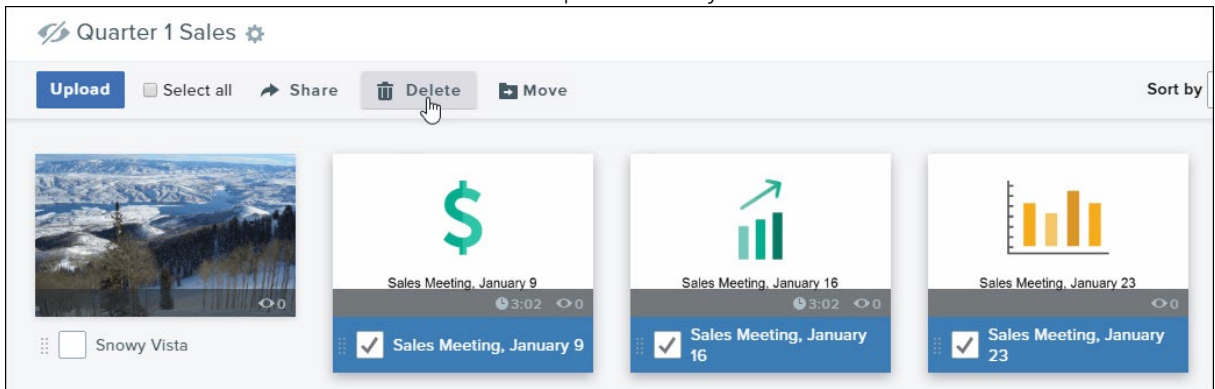 Quarter 1 Sales
Upload Select all Share Delete Move Sort by
Sales Meeting, January 9
Sales Meeting, January 16
Sales Meeting, January 23
0
3:02 0
3:02 0
0
Snowy Vista
Sales Meeting, January 9
Sales Meeting, January
16
Sales Meeting, January
23